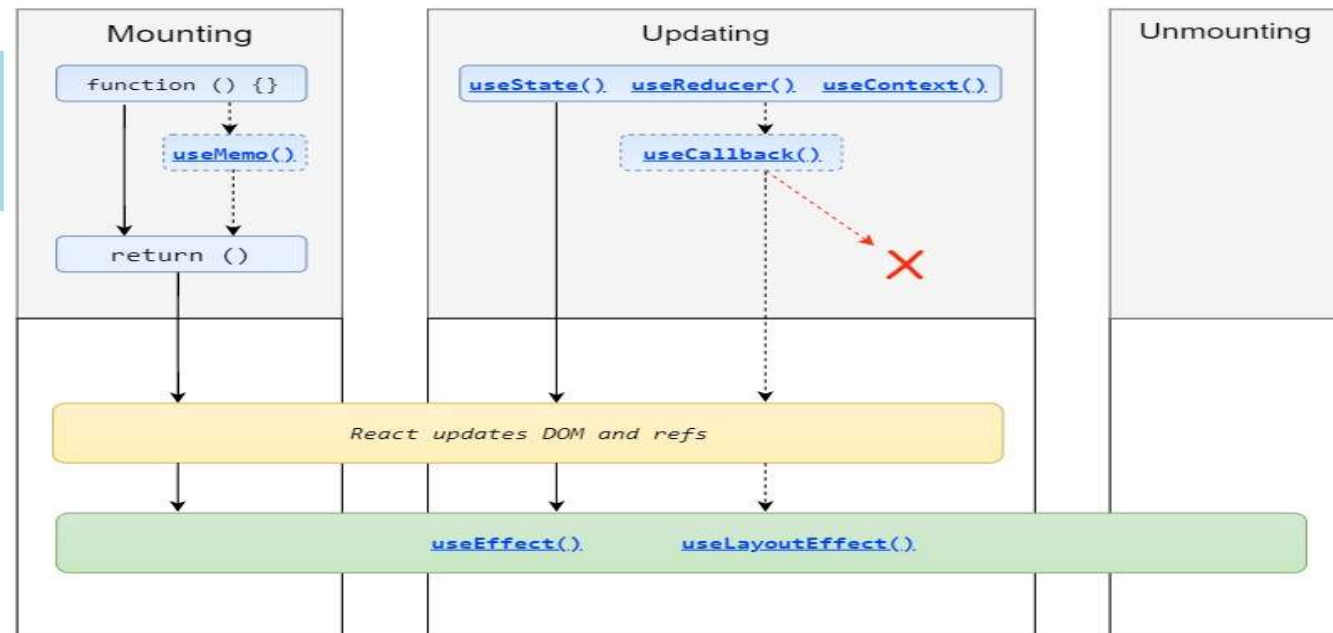 Mounting
Updating
Unmounting
function () {}
useState() useReducer() useContext()
useMemo()
useCallback()
return ()
React updates DOM and refs
useEffect() useLayoutEffect()